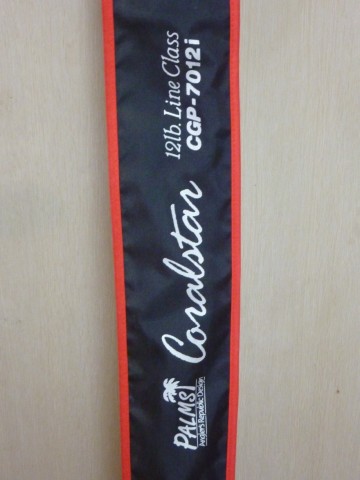 PALMS
Anglers Republic Design
Coralstar
12lb. Line Class
CGP-7012i